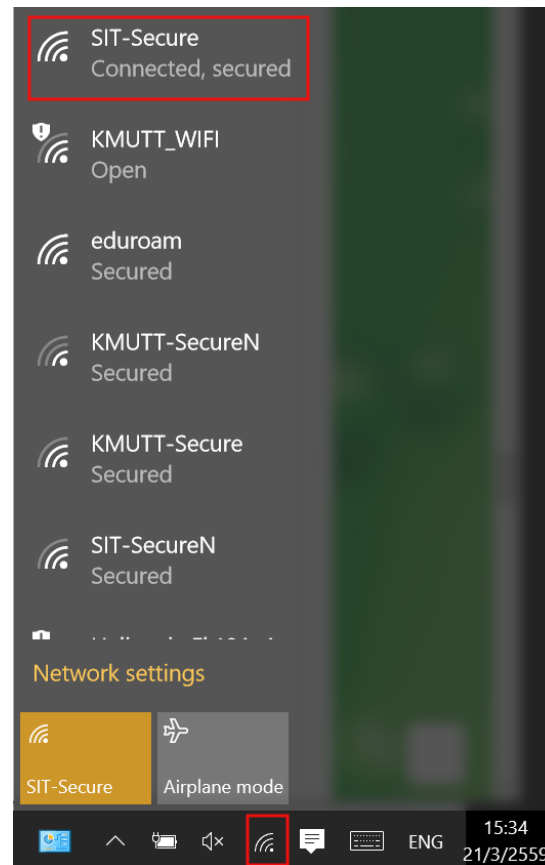 SIT-Secure
Connected, secured
KMUTT_WIFI
Open
eduroam
Secured
KMUTT-SecureN
Secured
KMUTT-Secure
Secured
SIT-SecureN
Secured
Network settings
SIT-Secure
Airplane mode
ENG
15:34
21/3/2559